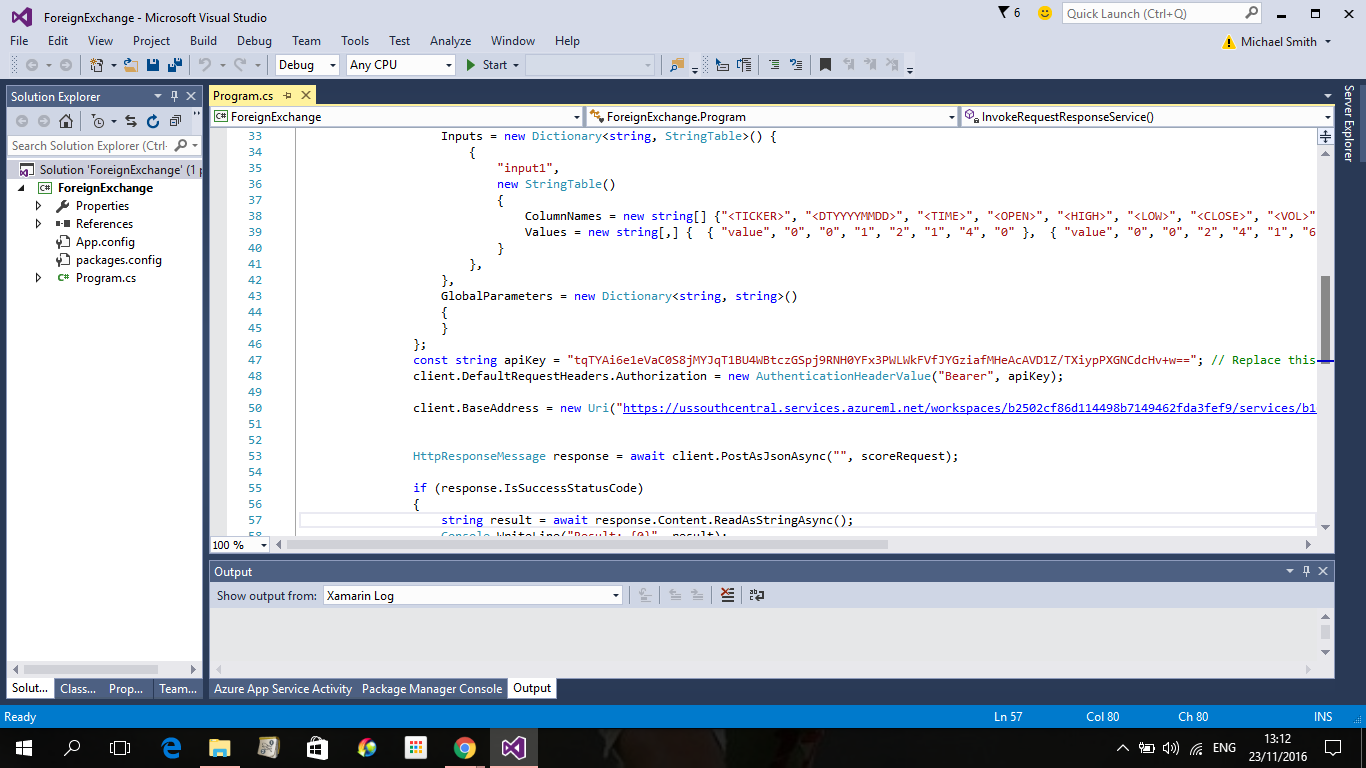 ForeignExchange - Microsoft Visual Studio
6
Quick Launch (Ctrl+Q)
File Edit View Project Build Debug Team Tools Test Analyze Window Help
Michael Smith
Debug Any CPU Start
Solution Explorer
Program.cs
Server Explorer
ForeignExchange ForeignExchange.Program InvokeRequestResponseService()
Search Solution Explorer (Ctrl
Solution 'ForeignExchange' (1 p
ForeignExchange
Properties
References
App.config
packages.config
Program.cs
33 Inputs = new Dictionary<string, StringTable>() {
34 {
35 "input1",
36 new StringTable()
37 {
38 ColumnNames = new string[] {"<TICKER>", "<DTYYYYMMDD>", "<TIME>", "<OPEN>", "<HIGH>", "<LOW>", "<CLOSE>", "<VOL>"
39 Values = new string[,] { { "value", "0", "0", "1", "2", "1", "4", "0" }, { "value", "0", "0", "2", "4", "1", "6
40 }
41 },
42 },
43 GlobalParameters = new Dictionary<string, string>()
44 {
45 }
46 };
47 const string apiKey = "tqTYAi6e1eVaC0S8jMYJqT1BU4WBtczGSpj9RNH0YFx3PWLWkFVfJYGziafMHeAcAVD1Z/TXiypPXGNCdcHv+w=="; // Replace this
48 client.DefaultRequestHeaders.Authorization = new AuthenticationHeaderValue("Bearer", apiKey);
49
50 client.BaseAddress = new Uri("https://ussouthcentral.services.azureml.net/workspaces/b2502cf86d114498b7149462fda3fef9/services/b1
51
52
53 HttpResponseMessage response = await client.PostAsJsonAsync("", scoreRequest);
54
55 if (response.IsSuccessStatusCode)
56 {
57 string result = await response.Content.ReadAsStringAsync();
58 Console.WriteLine("Result: {0}", result);
100 %
Output
Show output from: Xamarin Log
Solut... Class... Prop... Team... Azure App Service Activity Package Manager Console Output
Ready Ln 57 Col 80 Ch 80 INS
ENG
13:12
23/11/2016